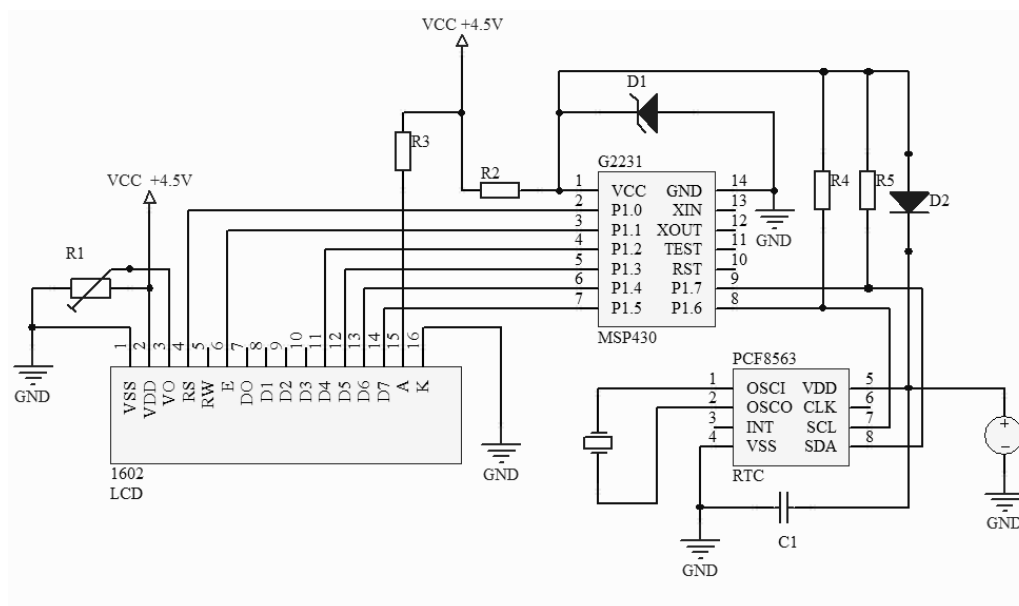 VCC +4.5V
D1
R3
G2231
R2
1 VCC GND 14
2 P1.0 XIN 13
3 P1.1 XOUT 12
4 P1.2 TEST 11
5 P1.3 RST 10
6 P1.4 P1.7 9
7 P1.5 P1.6 8
MSP430
GND
R4
R5
D2
VCC +4.5V
R1
GND
1 2 3 4 5 6 7 8 9 10 11 12 13 14 15 16
VSS VDD VO RS RW E DO D1 D2 D3 D4 D5 D6 D7 A K
1602
LCD
GND
PCF8563
1 OSCI VDD 5
2 OSCO CLK 6
3 INT SCL 7
4 VSS SDA 8
RTC
+
−
GND
C1
GND